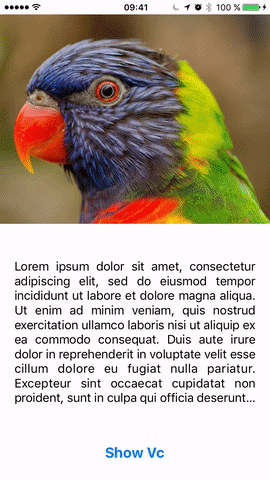 09:41 100 %
Lorem ipsum dolor sit amet, consectetur
adipiscing elit, sed do eiusmod tempor
incididunt ut labore et dolore magna aliqua.
Ut enim ad minim veniam, quis nostrud
exercitation ullamco laboris nisi ut aliquip ex
ea commodo consequat. Duis aute irure
dolor in reprehenderit in voluptate velit esse
cillum dolore eu fugiat nulla pariatur.
Excepteur sint occaecat cupidatat non
proident, sunt in culpa qui officia deserunt...
Show Vc